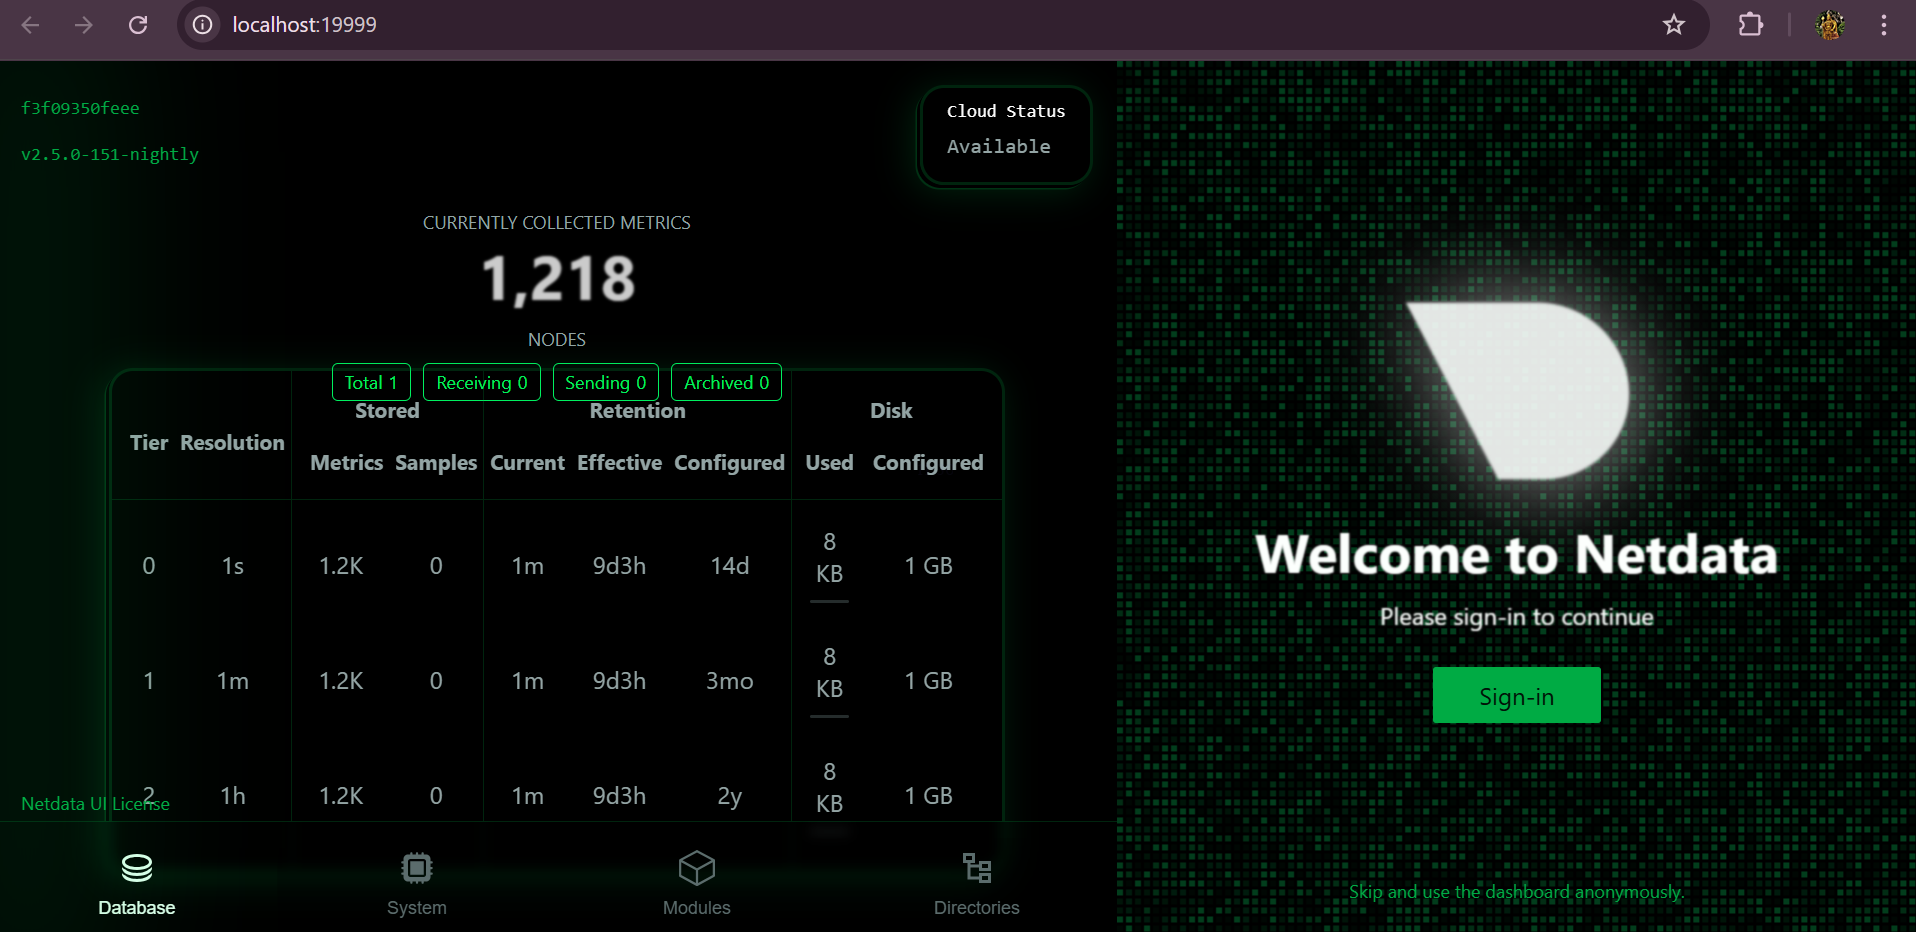 localhost:19999
f3f09350feee
v2.5.0-151-nightly
Cloud Status
Available
CURRENTLY COLLECTED METRICS
1,218
NODES
Total 1 Receiving 0 Sending 0 Archived 0
Stored Retention Disk
Tier Resolution
Metrics Samples Current Effective Configured Used Configured
0 1s 1.2K 0 1m 9d3h 14d 8 KB 1 GB
1 1m 1.2K 0 1m 9d3h 3mo 8 KB 1 GB
2 1h 1.2K 0 1m 9d3h 2y 8 KB 1 GB
Netdata UI License
Database System Modules Directories
Welcome to Netdata
Please sign-in to continue
Sign-in
Skip and use the dashboard anonymously.